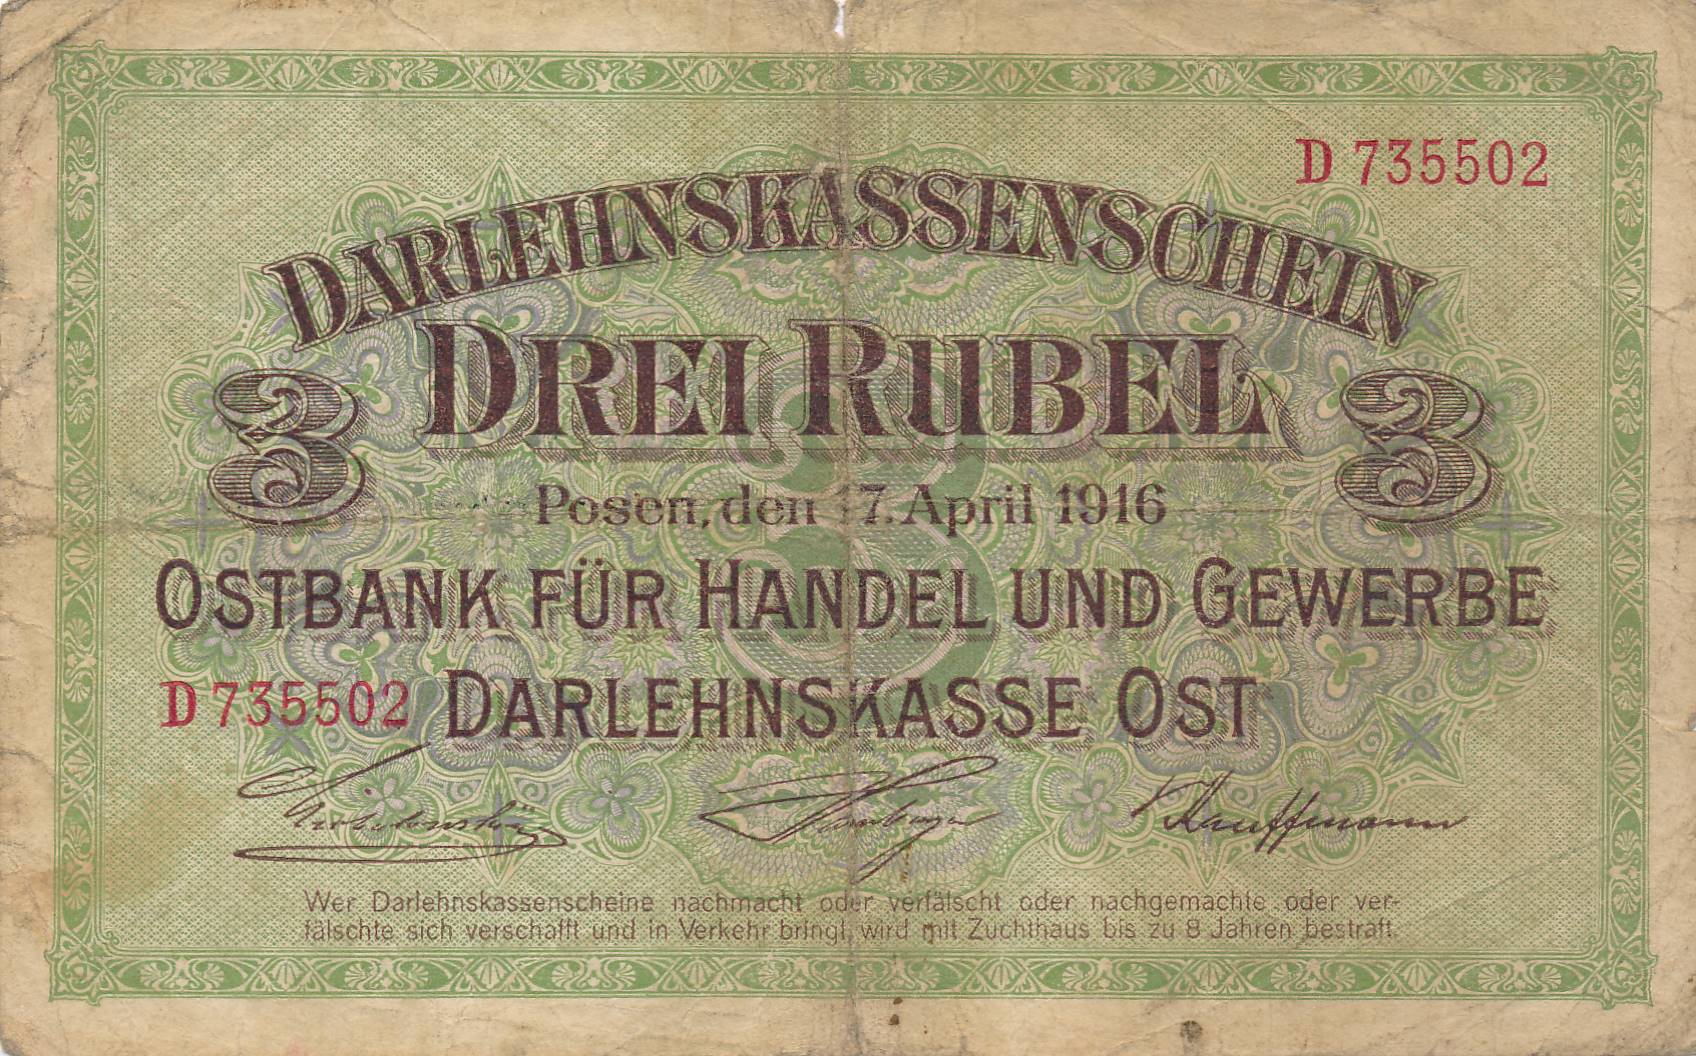 D 735502
DARLEHNSKASSENSCHEIN
DREI RUBEL
3
3
Posen, den 17. April 1916
OSTBANK FÜR HANDEL UND GEWERBE
D 735502 DARLEHNSKASSE OST
Kauffmann
Wer Darlehnskassenscheine nachmacht oder verfälscht oder nachgemachte oder ver-
fälschte sich verschafft und in Verkehr bringt, wird mit Zuchthaus bis zu 8 Jahren bestraft.